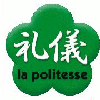 礼儀
la politesse